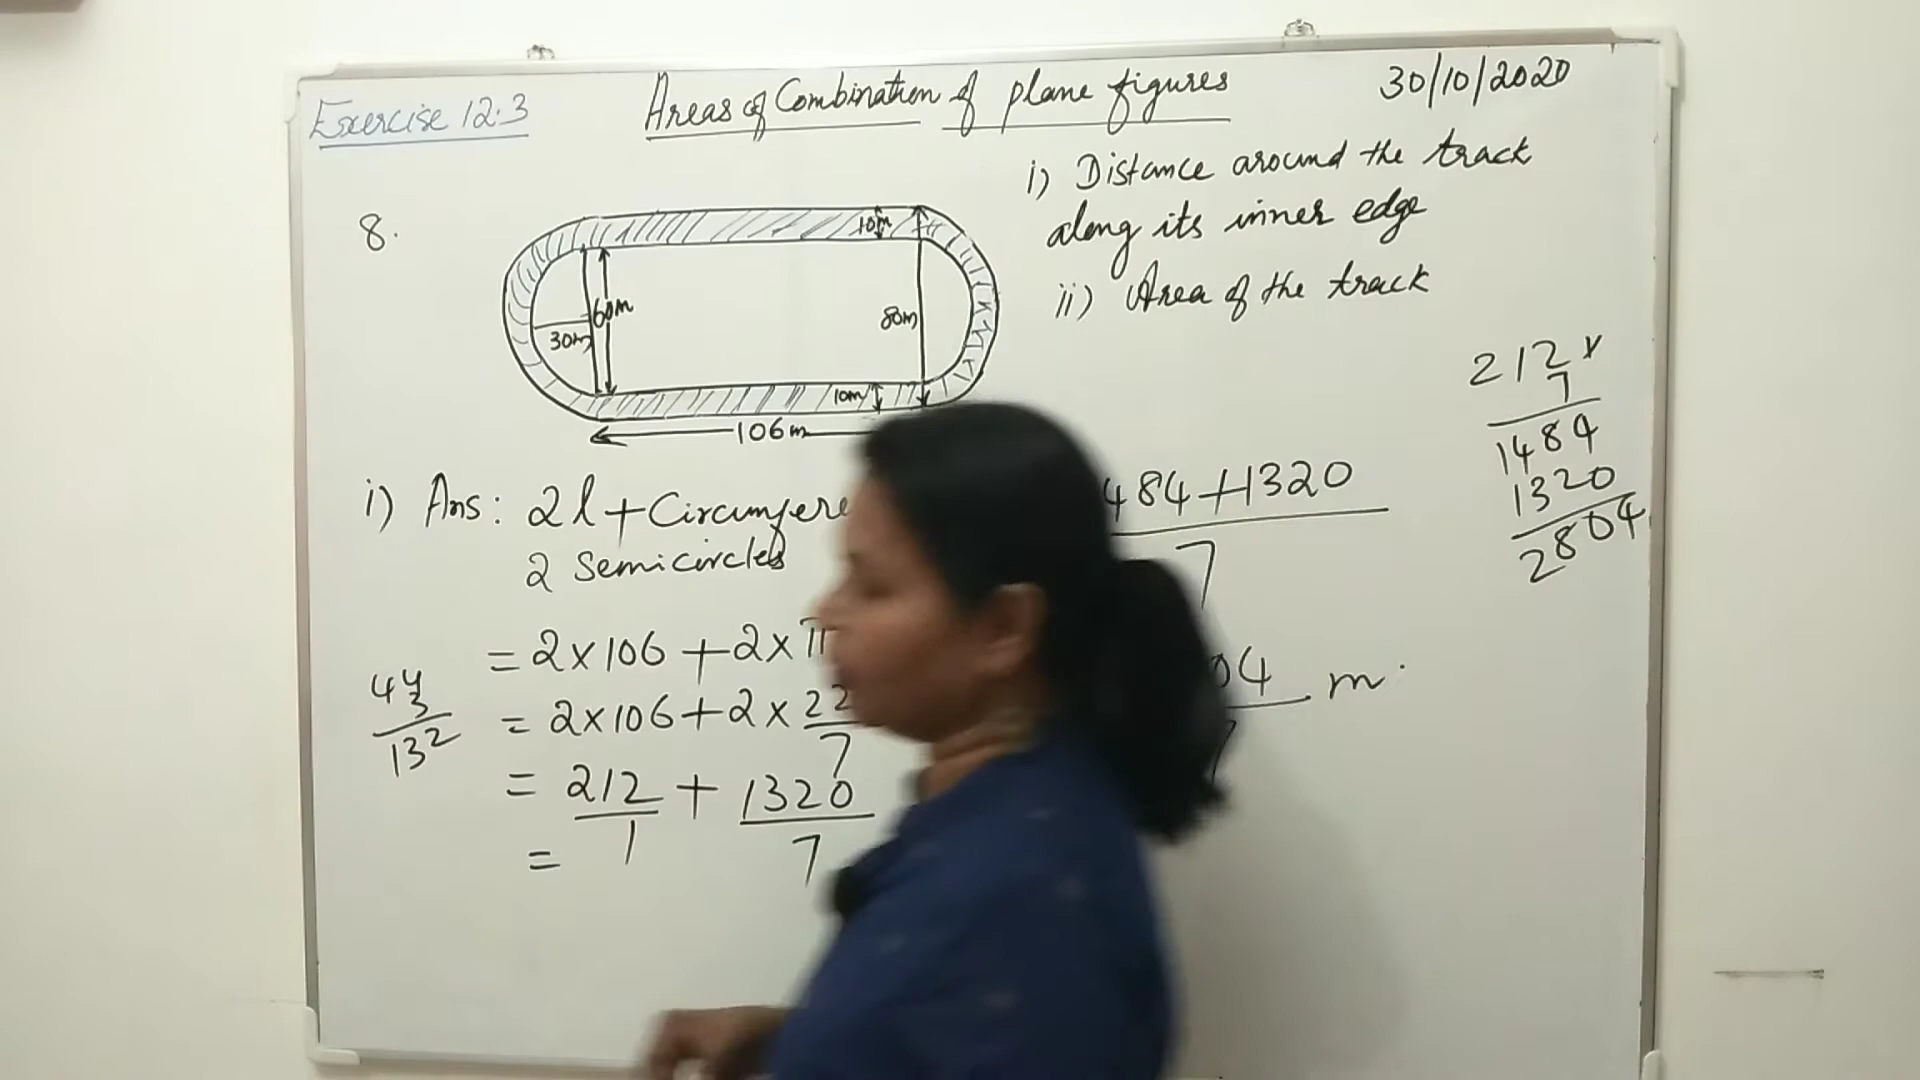 Exercise 12.3
Areas of Combination of plane figures
30/10/2020
i) Distance around the track
along its inner edge
ii) Area of the track
8.
10m
60m
30m
80m
10m
106m
i) Ans: 2l +
2 Semicircles
= 2×106 + 2×π
= 2×106 + 2× 22/7
= 212/1 + 1320/7
=
44
3
132
484+1320
7
04 m
7
212 ×
7
1484
1320
2804